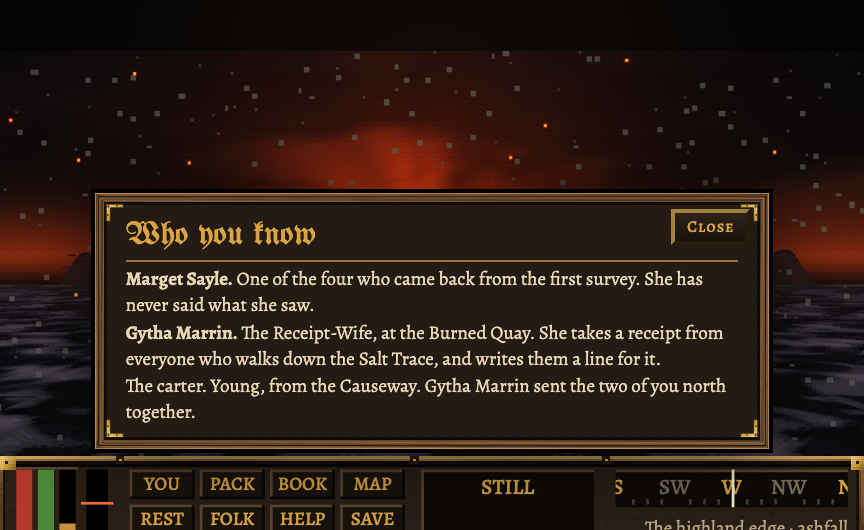 Who you know
Close
Marget Sayle. One of the four who came back from the first survey. She has
never said what she saw.
Gytha Marrin. The Receipt-Wife, at the Burned Quay. She takes a receipt from
everyone who walks down the Salt Trace, and writes them a line for it.
The carter. Young, from the Causeway. Gytha Marrin sent the two of you north
together.
YOU PACK BOOK MAP
STILL
S SW W NW N
REST FOLK HELP SAVE
The highland edge · ashfall